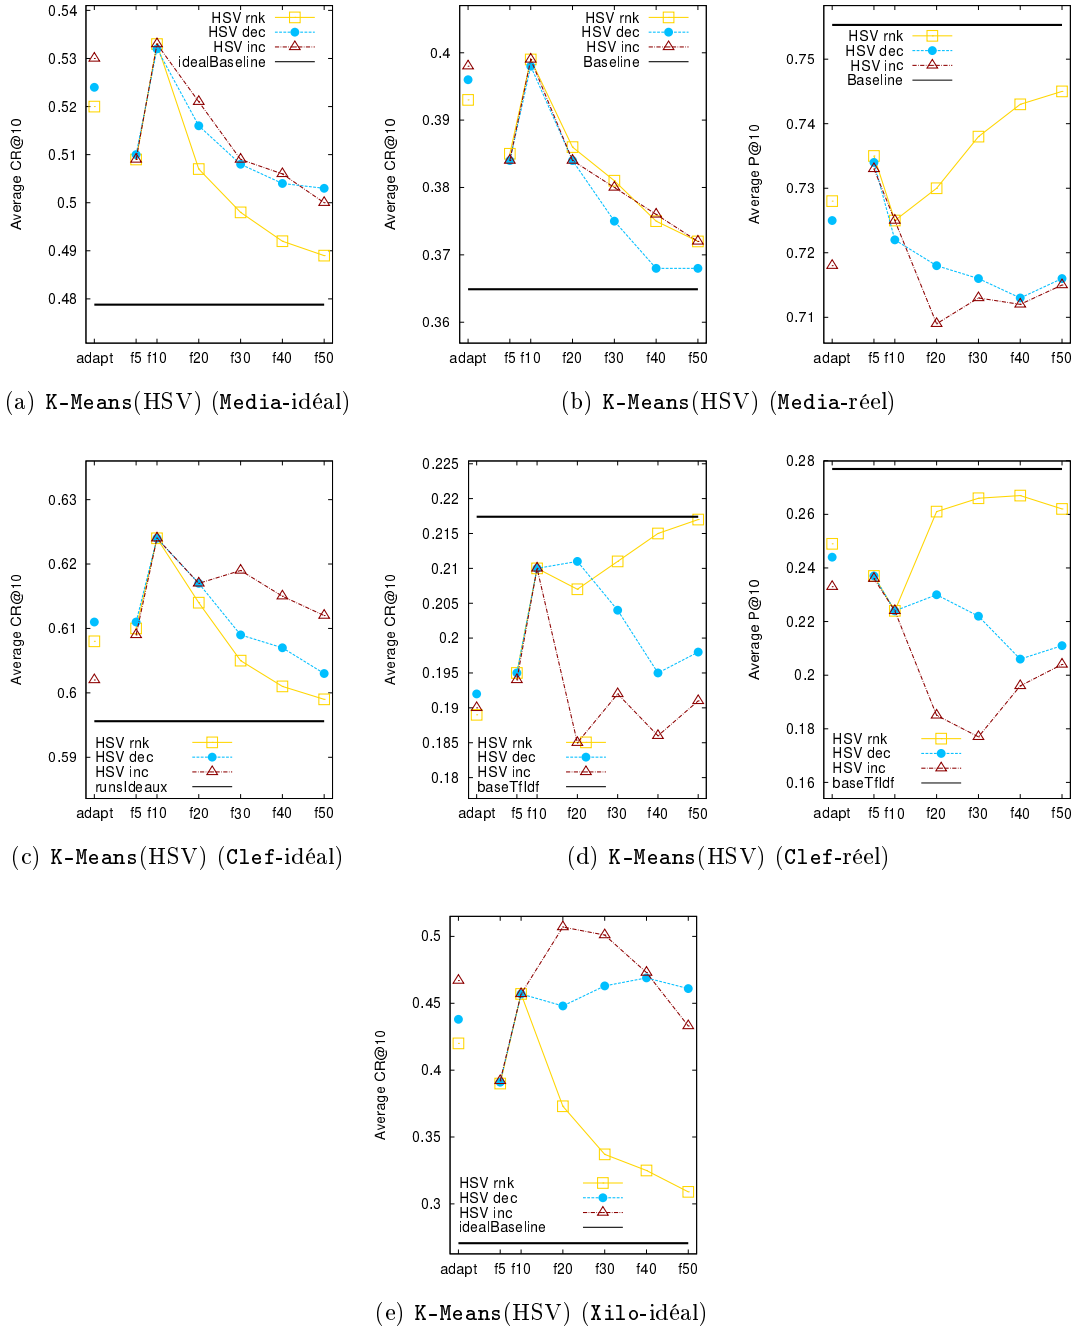 0.54
0.53
0.52
0.51
0.5
0.49
0.48
Average CR@10
HSV rnk
HSV dec
HSV inc
idealBaseline
adapt f5 f10 f20 f30 f40 f50
0.4
0.39
0.38
0.37
0.36
Average CR@10
HSV rnk
HSV dec
HSV inc
Baseline
adapt f5 f10 f20 f30 f40 f50
0.75
0.74
0.73
0.72
0.71
Average P@10
HSV rnk
HSV dec
HSV inc
Baseline
adapt f5 f10 f20 f30 f40 f50
(a) K-Means(HSV) (Media-idéal)
(b) K-Means(HSV) (Media-réel)
0.63
0.62
0.61
0.6
0.59
Average CR@10
HSV rnk
HSV dec
HSV inc
runsIdeaux
adapt f5 f10 f20 f30 f40 f50
0.225
0.22
0.215
0.21
0.205
0.2
0.195
0.19
0.185
0.18
Average CR@10
HSV rnk
HSV dec
HSV inc
baseTfIdf
adapt f5 f10 f20 f30 f40 f50
0.28
0.26
0.24
0.22
0.2
0.18
0.16
Average P@10
HSV rnk
HSV dec
HSV inc
baseTfIdf
adapt f5 f10 f20 f30 f40 f50
(c) K-Means(HSV) (Clef-idéal)
(d) K-Means(HSV) (Clef-réel)
0.5
0.45
0.4
0.35
0.3
Average CR@10
HSV rnk
HSV dec
HSV inc
idealBaseline
adapt f5 f10 f20 f30 f40 f50
(e) K-Means(HSV) (Xilo-idéal)